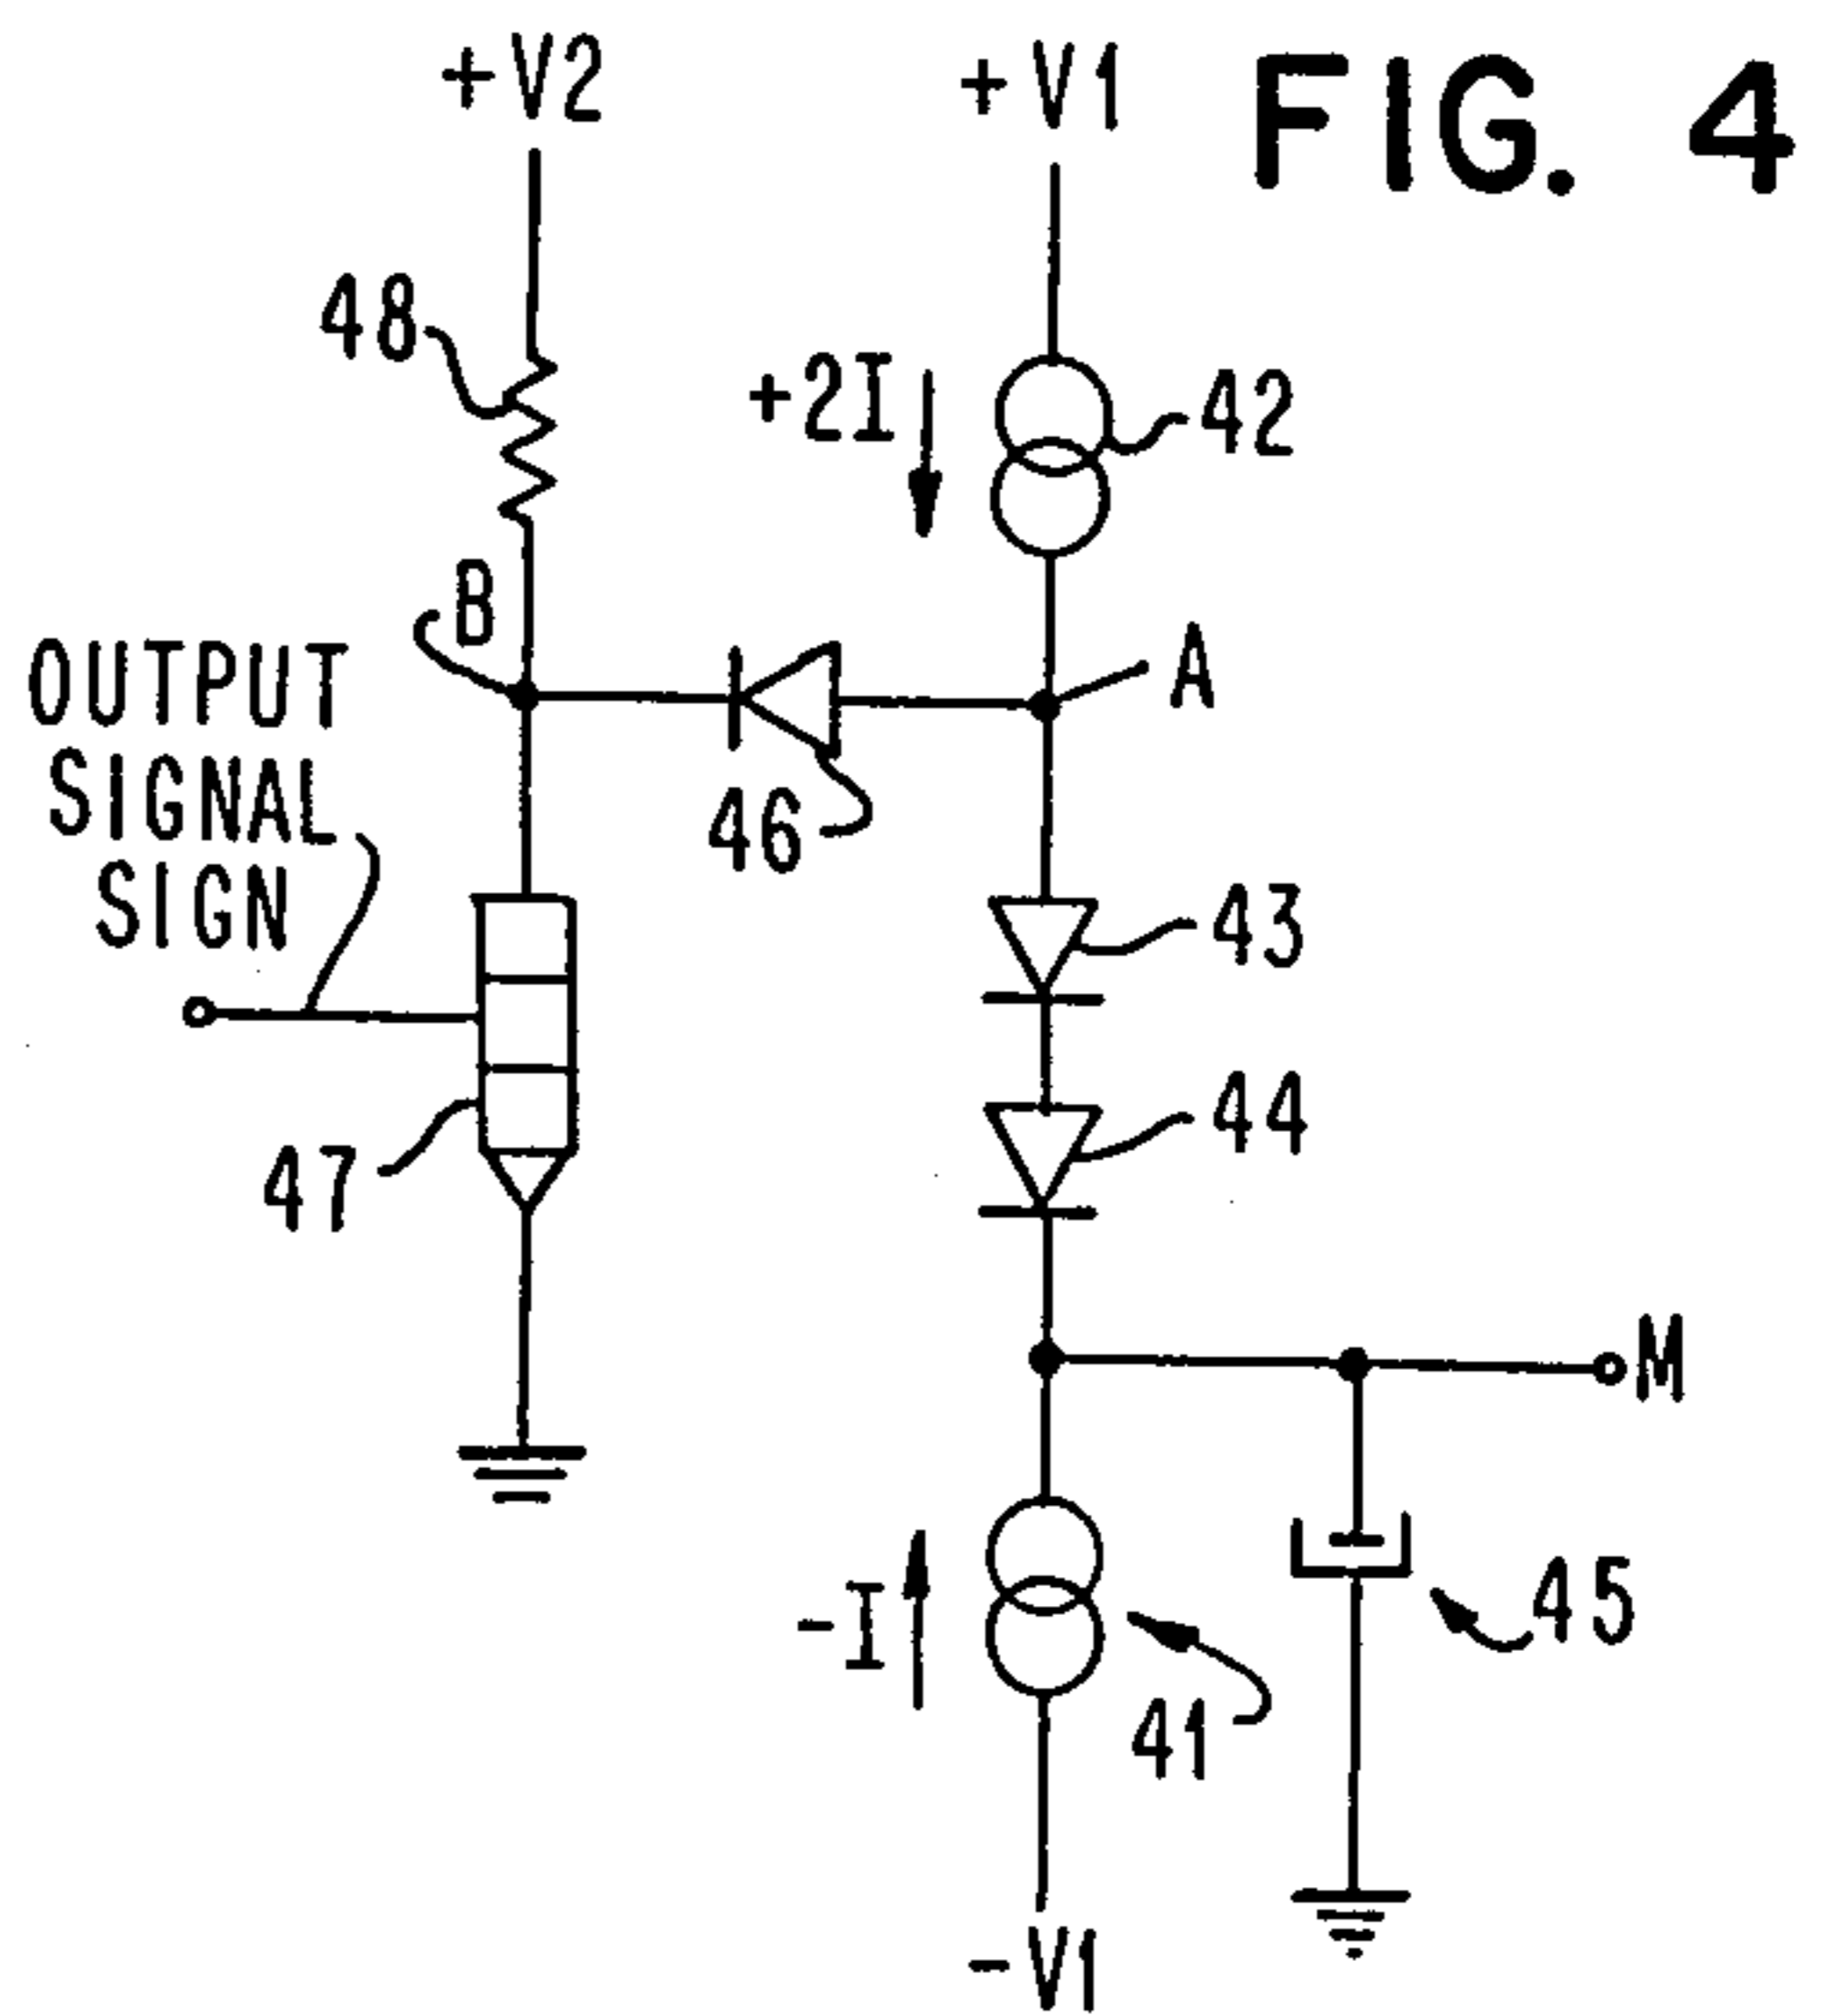 +V2
+V1
FIG. 4
48
+2I
42
B
A
OUTPUT
SIGNAL
SIGN
46
43
47
44
M
-I
45
41
-V1